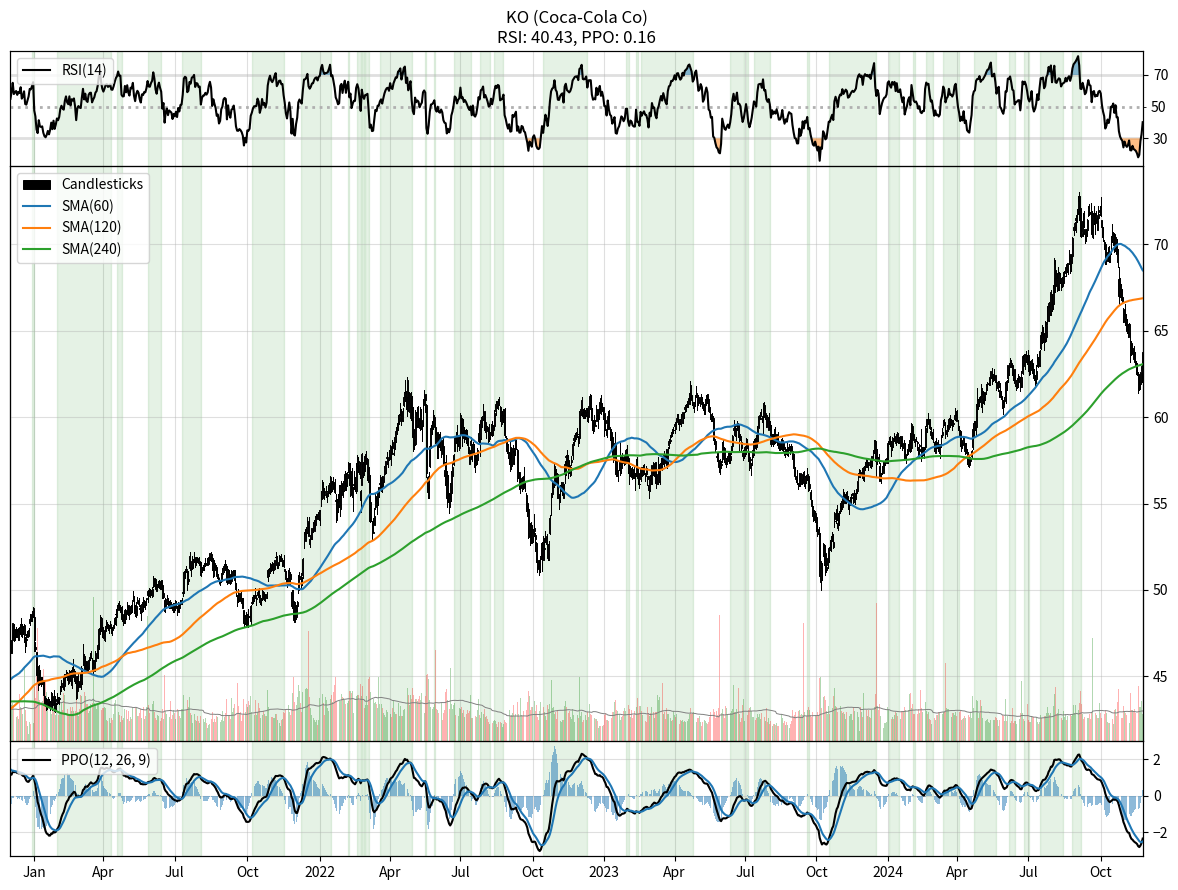 KO (Coca-Cola Co)
RSI: 40.43, PPO: 0.16
RSI(14)
70
50
30
Candlesticks
SMA(60)
SMA(120)
SMA(240)
70
65
60
55
50
45
PPO(12, 26, 9)
2
0
−2
Jan Apr Jul Oct 2022 Apr Jul Oct 2023 Apr Jul Oct 2024 Apr Jul Oct